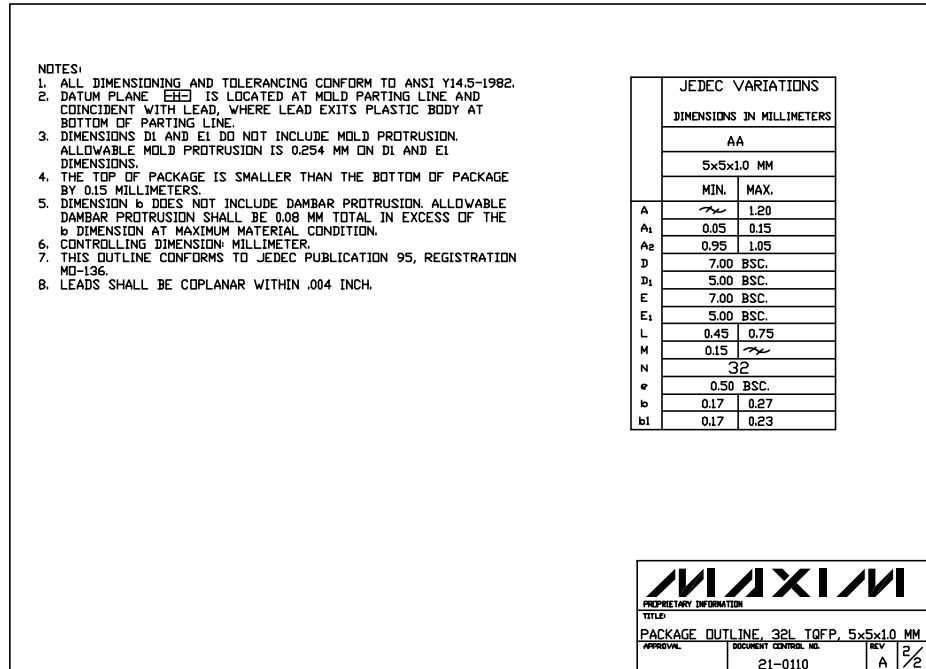 NOTES:
1. ALL DIMENSIONING AND TOLERANCING CONFORM TO ANSI Y14.5-1982.
2. DATUM PLANE -H- IS LOCATED AT MOLD PARTING LINE AND
COINCIDENT WITH LEAD, WHERE LEAD EXITS PLASTIC BODY AT
BOTTOM OF PARTING LINE.
3. DIMENSIONS D1 AND E1 DO NOT INCLUDE MOLD PROTRUSION.
ALLOWABLE MOLD PROTRUSION IS 0.254 MM ON D1 AND E1
DIMENSIONS.
4. THE TOP OF PACKAGE IS SMALLER THAN THE BOTTOM OF PACKAGE
BY 0.15 MILLIMETERS.
5. DIMENSION b DOES NOT INCLUDE DAMBAR PROTRUSION. ALLOWABLE
DAMBAR PROTRUSION SHALL BE 0.08 MM TOTAL IN EXCESS OF THE
b DIMENSION AT MAXIMUM MATERIAL CONDITION.
6. CONTROLLING DIMENSION: MILLIMETER.
7. THIS OUTLINE CONFORMS TO JEDEC PUBLICATION 95, REGISTRATION
MO-136.
8. LEADS SHALL BE COPLANAR WITHIN .004 INCH.
JEDEC VARIATIONS
DIMENSIONS IN MILLIMETERS
AA
5x5x1.0 MM
MIN. MAX.
A 1.20
A1 0.05 0.15
A2 0.95 1.05
D 7.00 BSC.
D1 5.00 BSC.
E 7.00 BSC.
E1 5.00 BSC.
L 0.45 0.75
M 0.15
N 32
e 0.50 BSC.
b 0.17 0.27
b1 0.17 0.23
MAXIM
PROPRIETARY INFORMATION
TITLE:
PACKAGE OUTLINE, 32L TQFP, 5x5x1.0 MM
APPROVAL DOCUMENT CONTROL NO. REV
21-0110 A 2/2